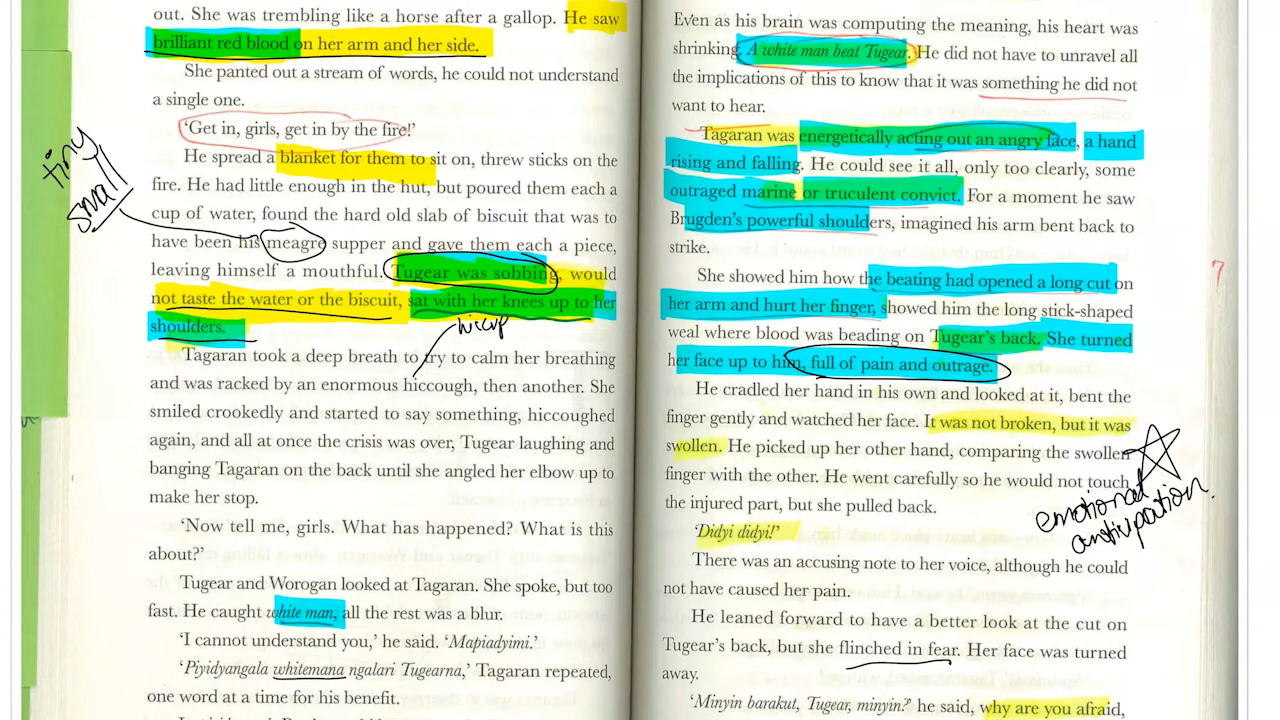 out. She was trembling like a horse after a gallop. He saw
brilliant red blood on her arm and her side.
She panted out a stream of words, he could not understand
a single one.
‘Get in, girls, get in by the fire!’
He spread a blanket for them to sit on, threw sticks on the
fire. He had little enough in the hut, but poured them each a
cup of water, found the hard old slab of biscuit that was to
have been his meagre supper and gave them each a piece,
leaving himself a mouthful. Tugear was sobbing, would
not taste the water or the biscuit, sat with her knees up to her
shoulders.
Tagaran took a deep breath to try to calm her breathing
and was racked by an enormous hiccough, then another. She
smiled crookedly and started to say something, hiccoughed
again, and all at once the crisis was over, Tugear laughing and
banging Tagaran on the back until she angled her elbow up to
make her stop.
‘Now tell me, girls. What has happened? What is this
about?’
Tugear and Worogan looked at Tagaran. She spoke, but too
fast. He caught white man, all the rest was a blur.
‘I cannot understand you,’ he said. ‘Mapiadyimi.’
‘Piyidyangala whitemana ngalari Tugearna,’ Tagaran repeated,
one word at a time for his benefit.
tiny
small
hiccup
Even as his brain was computing the meaning, his heart was
shrinking. A white man beat Tugear. He did not have to unravel all
the implications of this to know that it was something he did not
want to hear.
Tagaran was energetically acting out an angry face, a hand
rising and falling. He could see it all, only too clearly, some
outraged marine or truculent convict. For a moment he saw
Brugden’s powerful shoulders, imagined his arm bent back to
strike.
She showed him how the beating had opened a long cut on
her arm and hurt her finger, showed him the long stick-shaped
weal where blood was beading on Tugear’s back. She turned
her face up to him, full of pain and outrage.
He cradled her hand in his own and looked at it, bent the
finger gently and watched her face. It was not broken, but it was
swollen. He picked up her other hand, comparing the swollen
finger with the other. He went carefully so he would not touch
the injured part, but she pulled back.
‘Didyi didyi!’
There was an accusing note to her voice, although he could
not have caused her pain.
He leaned forward to have a better look at the cut on
Tugear’s back, but she flinched in fear. Her face was turned
away.
‘Minyin barakut, Tugear, minyin?’ he said, why are you afraid,
7
emotional